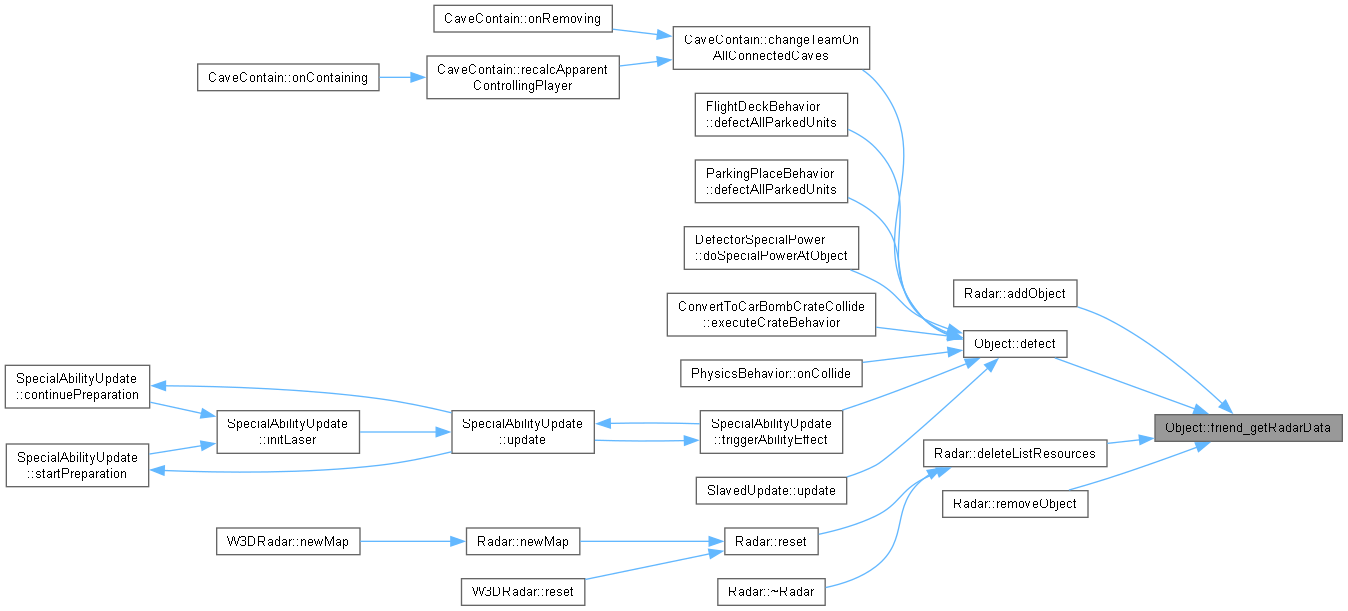 CaveContain::onRemoving
CaveContain::changeTeamOn
AllConnectedCaves
CaveContain::recalcApparent
ControllingPlayer
CaveContain::onContaining
FlightDeckBehavior
::defectAllParkedUnits
ParkingPlaceBehavior
::defectAllParkedUnits
DefectorSpecialPower
::doSpecialPowerAtObject
Radar::addObject
ConvertToCarBombCrateCollide
::executeCrateBehavior
Object::defect
PhysicsBehavior::onCollide
SpecialAbilityUpdate
::continuePreparation
SpecialAbilityUpdate
::initLaser
SpecialAbilityUpdate
::update
SpecialAbilityUpdate
::triggerAbilityEffect
Object::friend_getRadarData
SpecialAbilityUpdate
::startPreparation
Radar::deleteListResources
SlavedUpdate::update
Radar::removeObject
W3DRadar::newMap
Radar::newMap
Radar::reset
W3DRadar::reset
Radar::~Radar